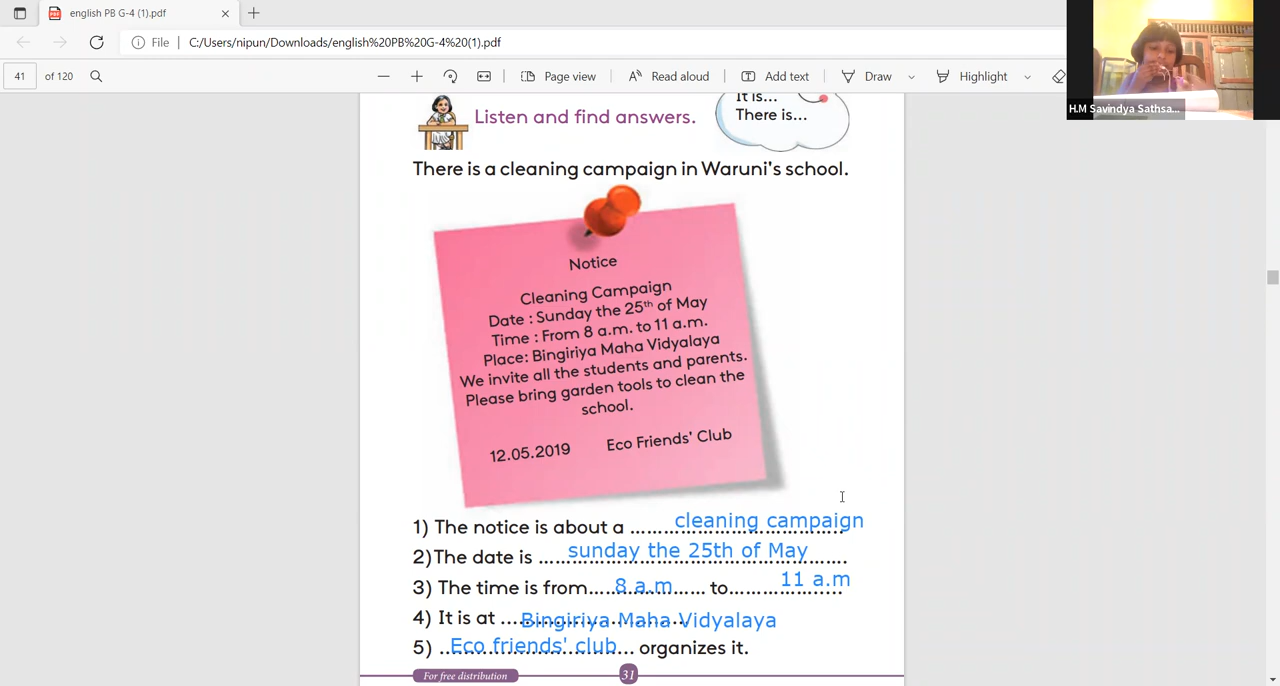 english PB G-4 (1).pdf
File C:/Users/nipun/Downloads/english%20PB%20G-4%20(1).pdf
41 of 120 Page view Read aloud Add text Draw Highlight
H.M Savindya Sathsa...
It is...
There is...
Listen and find answers.
There is a cleaning campaign in Waruni's school.
Notice
Cleaning Campaign
Date : Sunday the 25th of May
Time : From 8 a.m. to 11 a.m.
Place: Bingiriya Maha Vidyalaya
We invite all the students and parents.
Please bring garden tools to clean the
school.
12.05.2019 Eco Friends' Club
1) The notice is about a ........ cleaning campaign
2)The date is ........ sunday the 25th of May
3) The time is from........ 8 a.m ........ to........ 11 a.m
4) It is at ........ Bingiriya Maha Vidyalaya
5) ........ Eco friends' club ........ organizes it.
For free distribution 31